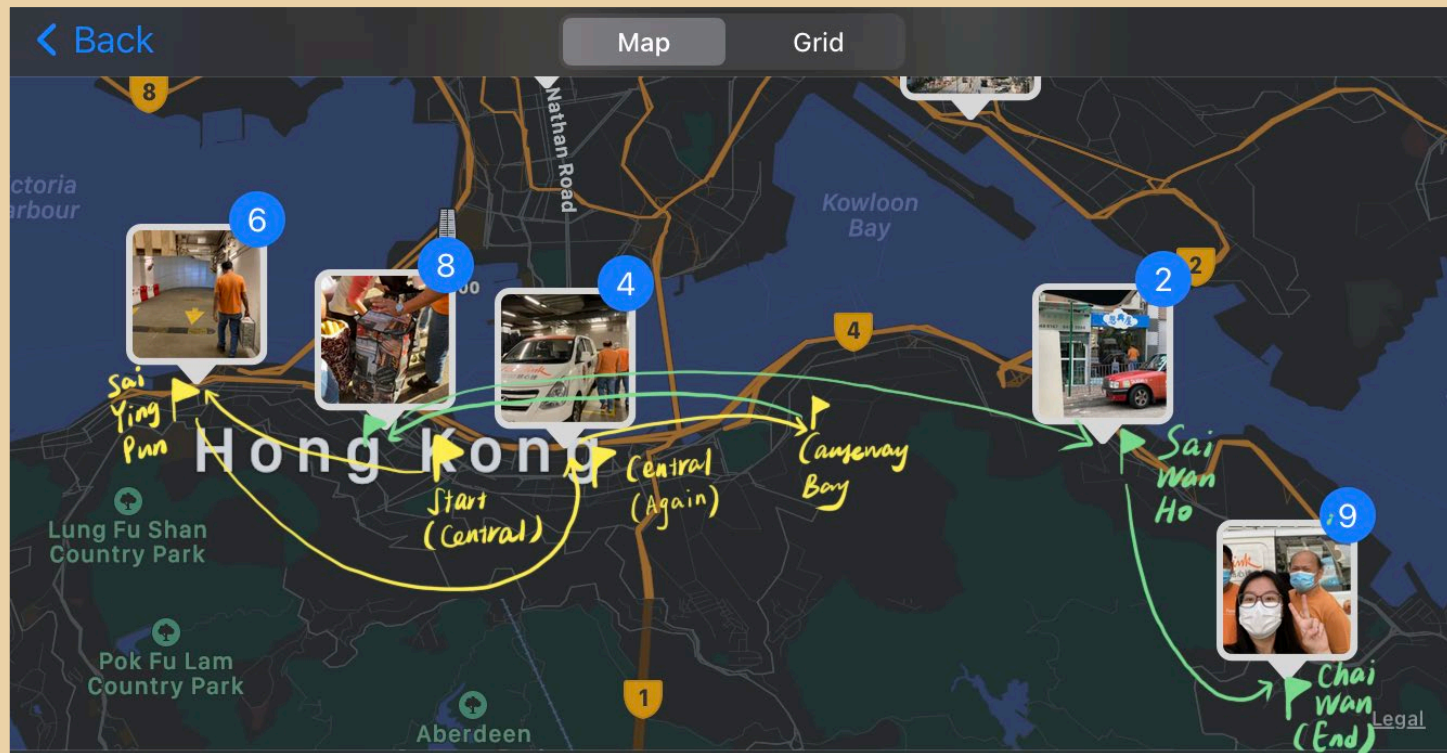 Back
Map
Grid
8
Nathan Road
ctoria
arbour
Kowloon
Bay
6
8
00
4
2
2
4
Sai
Ying
Pun
Hong Kong
Start
(Central)
Central
(Again)
Causeway
Bay
Sai
Wan
Ho
Lung Fu Shan
Country Park
9
Pok Fu Lam
Country Park
1
Aberdeen
Chai
Wan
(End)
Legal